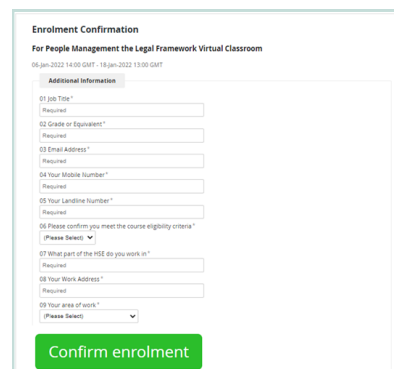 Enrolment Confirmation
For People Management the Legal Framework Virtual Classroom
06-Jan-2022 14:00 GMT - 18-Jan-2022 13:00 GMT
Additional Information
01 Job Title *
Required
02 Grade or Equivalent *
Required
03 Email Address *
Required
04 Your Mobile Number *
Required
05 Your Landline Number *
Required
06 Please confirm you meet the course eligibility criteria *
(Please Select)
07 What part of the HSE do you work in *
Required
08 Your Work Address *
Required
09 Your area of work *
(Please Select)
Confirm enrolment